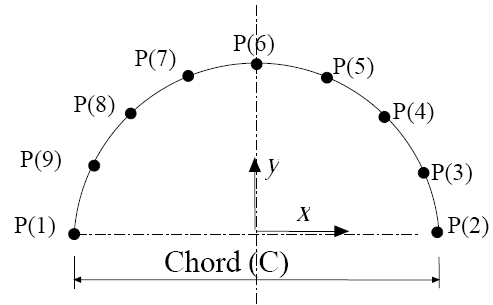 P(6)
P(7)
P(5)
P(8)
P(4)
P(9)
y
P(3)
P(1)
x
P(2)
Chord (C)